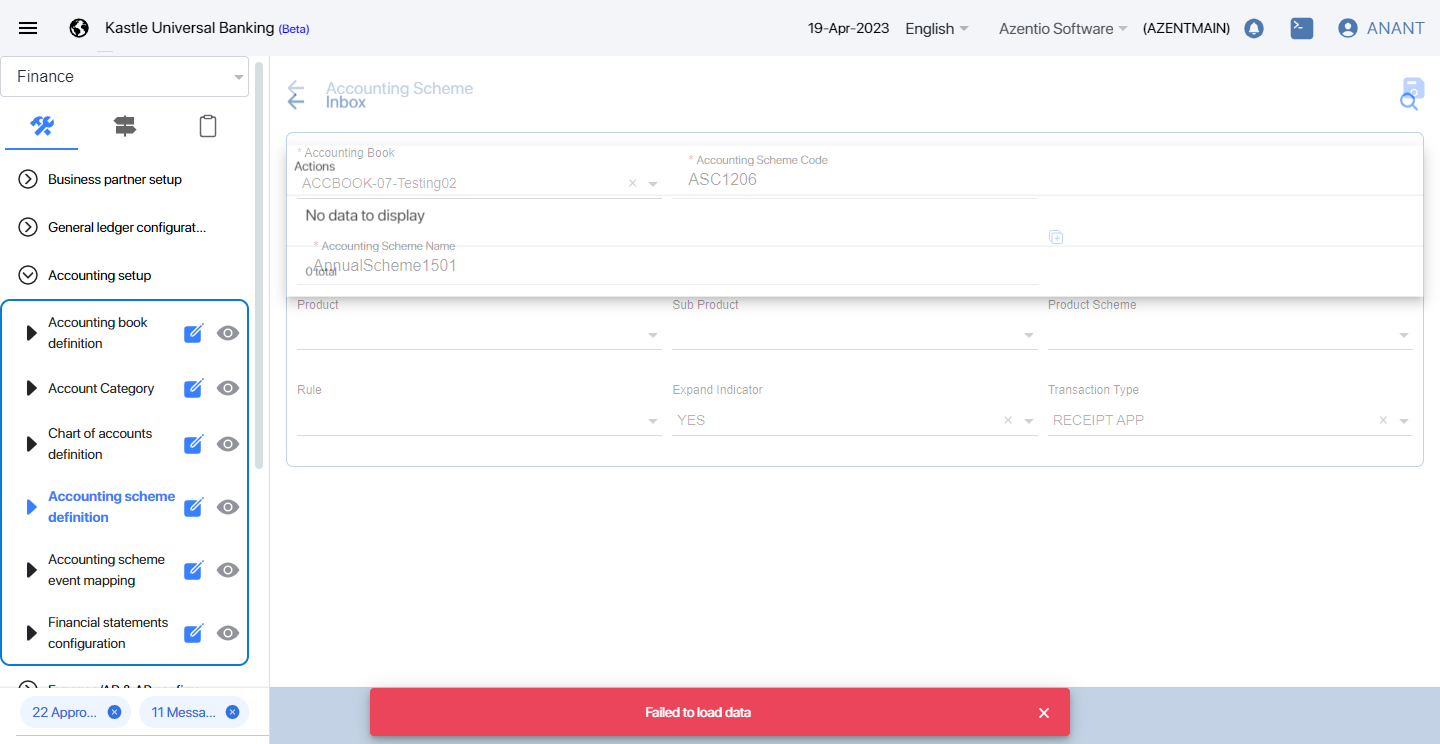 Kastle Universal Banking (Beta)
19-Apr-2023
English
Azentio Software
(AZENTMAIN)
ANANT
Finance
Business partner setup
General ledger configurat...
Accounting setup
Accounting book
definition
Account Category
Chart of accounts
definition
Accounting scheme
definition
Accounting scheme
event mapping
Financial statements
configuration
22 Appro...
11 Messa...
Accounting Scheme
Inbox
* Accounting Book
Actions
ACCBOOK-07-Testing02
* Accounting Scheme Code
ASC1206
No data to display
* Accounting Scheme Name
AnnualScheme1501
0 total
Product
Sub Product
Product Scheme
Rule
Expand Indicator
YES
Transaction Type
RECEIPT APP
Failed to load data